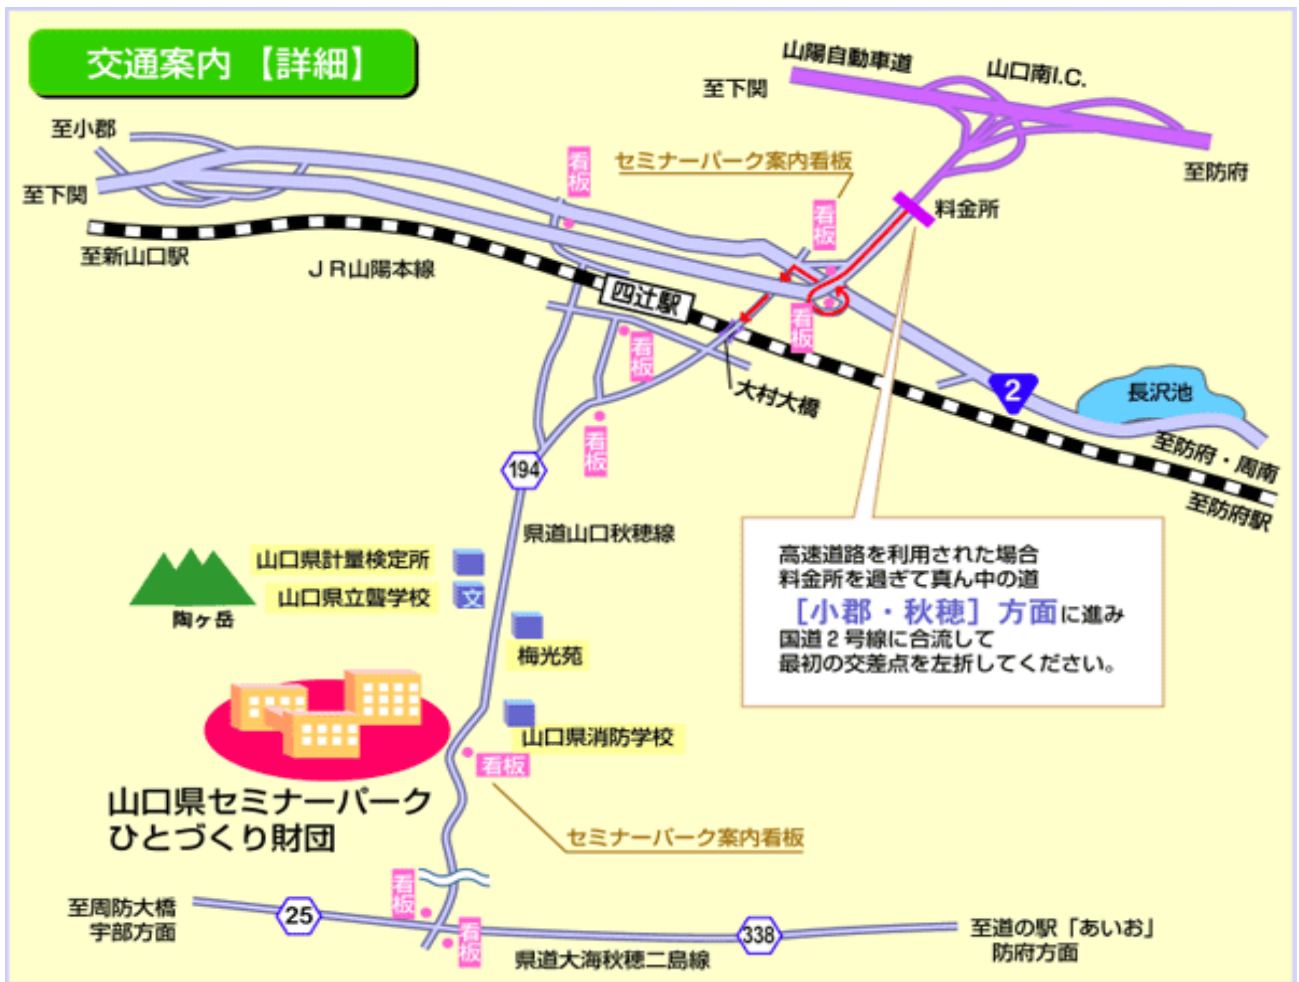 交通案内【詳細】
山陽自動車道
山口南I.C.
至下関
至小郡
セミナーパーク案内看板
看板
至防府
至下関
看板
料金所
至新山口駅
JR山陽本線
四辻駅
看板
看板
大村大橋
2
長沢池
看板
至防府・周南
194
至防府駅
県道山口秋穂線
山口県計量検定所
山口県立聾学校
文
陶ヶ岳
梅光苑
高速道路を利用された場合
料金所を過ぎて真ん中の道
［小郡・秋穂］方面に進み
国道2号線に合流して
最初の交差点を左折してください。
山口県消防学校
看板
山口県セミナーパーク
ひとづくり財団
セミナーパーク案内看板
看板
至周防大橋
宇部方面
25
看板
338
県道大海秋穂二島線
至道の駅「あいお」
防府方面